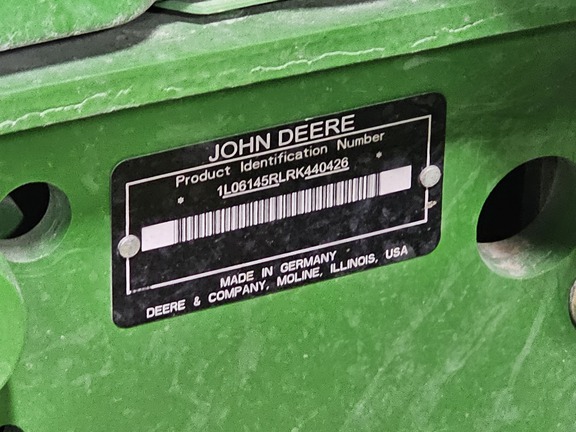 JOHN DEERE
Product Identification Number
* 1L06145RLRK440426 *
MADE IN GERMANY
DEERE & COMPANY, MOLINE, ILLINOIS, USA